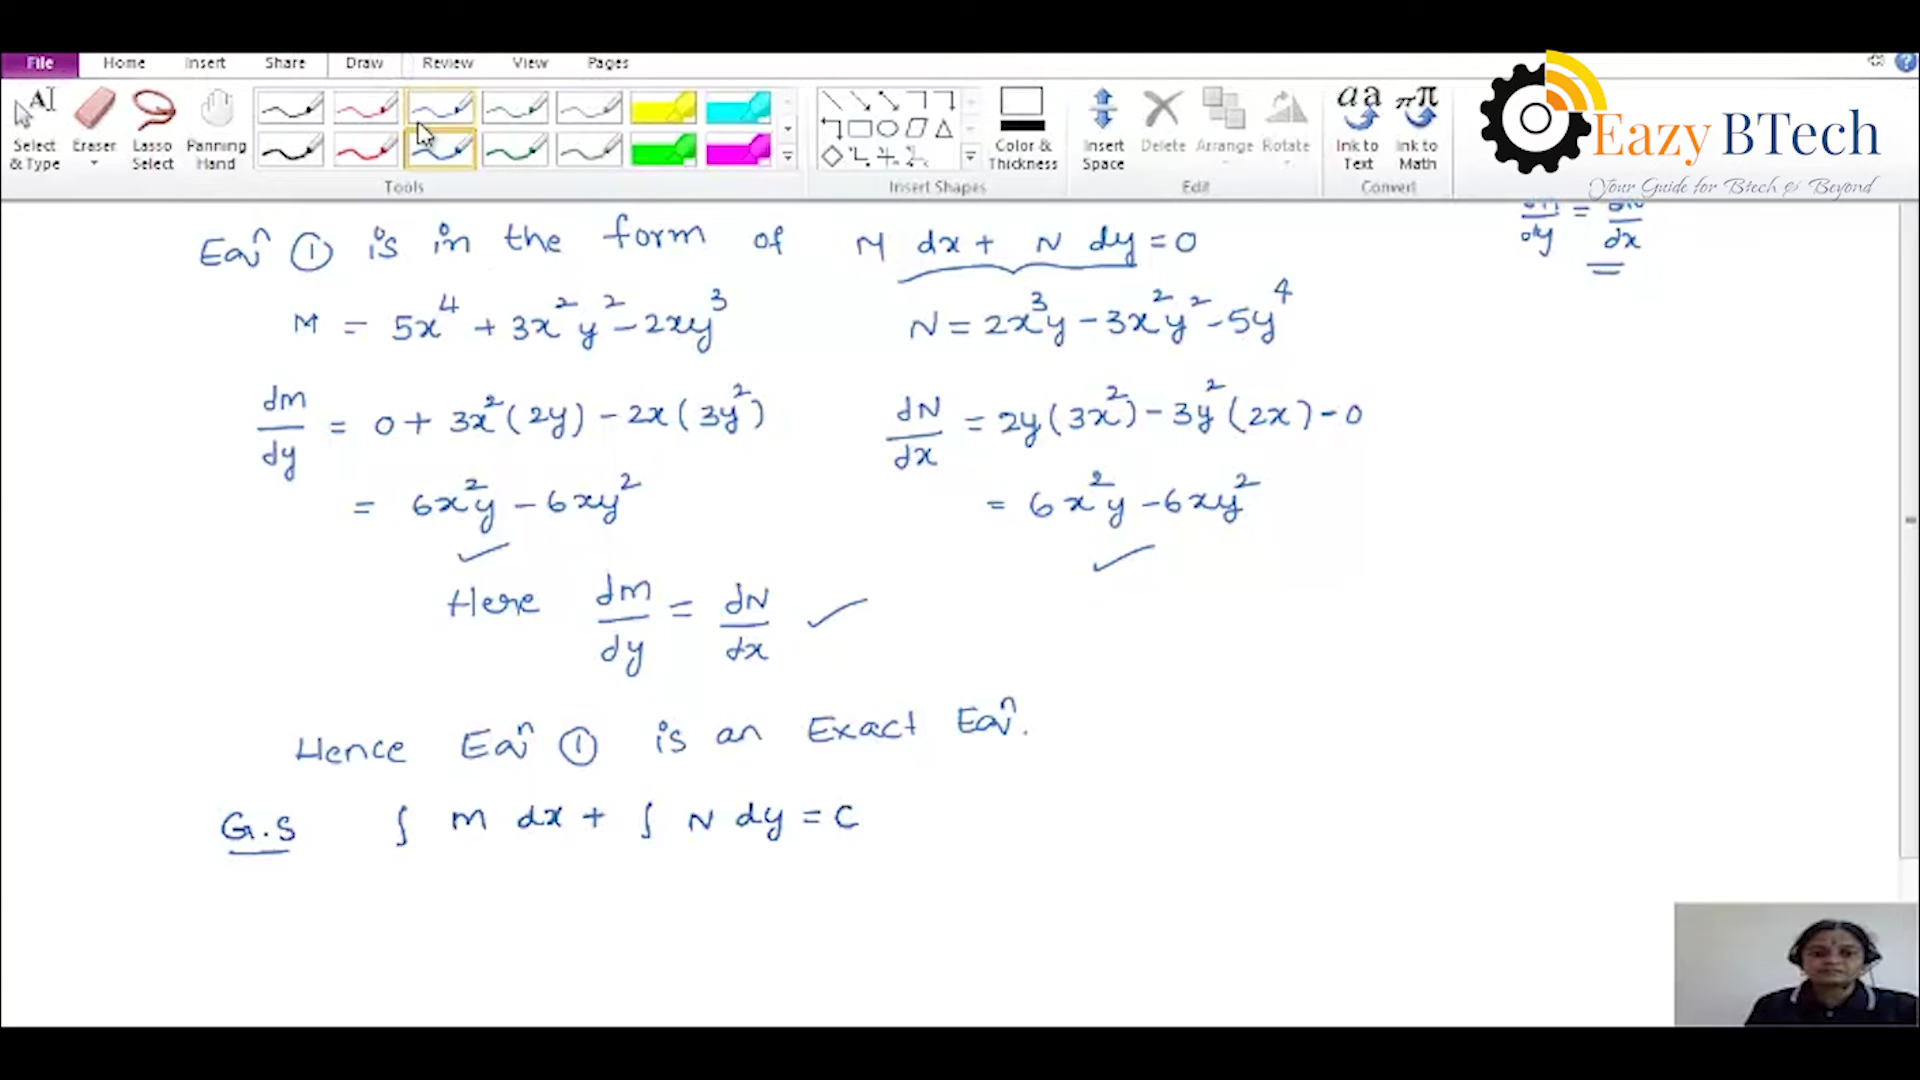 File Home Insert Share Draw Review View Pages
Select & Type Eraser Lasso Select Panning Hand Color & Thickness Insert Space Delete Arrange Rotate Ink to Text Ink to Math
Tools Insert Shapes Edit Convert
Eazy BTech
Your Guide for Btech & Beyond
Eqⁿ ① is in the form of M dx + N dy = 0
dy dx
M = 5x⁴ + 3x²y² - 2xy³ N = 2x³y - 3x²y² - 5y⁴
dm/dy = 0 + 3x²(2y) - 2x(3y²) dN/dx = 2y(3x²) - 3y²(2x) - 0
= 6x²y - 6xy² = 6x²y - 6xy²
Here dm/dy = dN/dx
Hence Eqⁿ ① is an Exact Eqⁿ.
G.S ∫ m dx + ∫ N dy = C